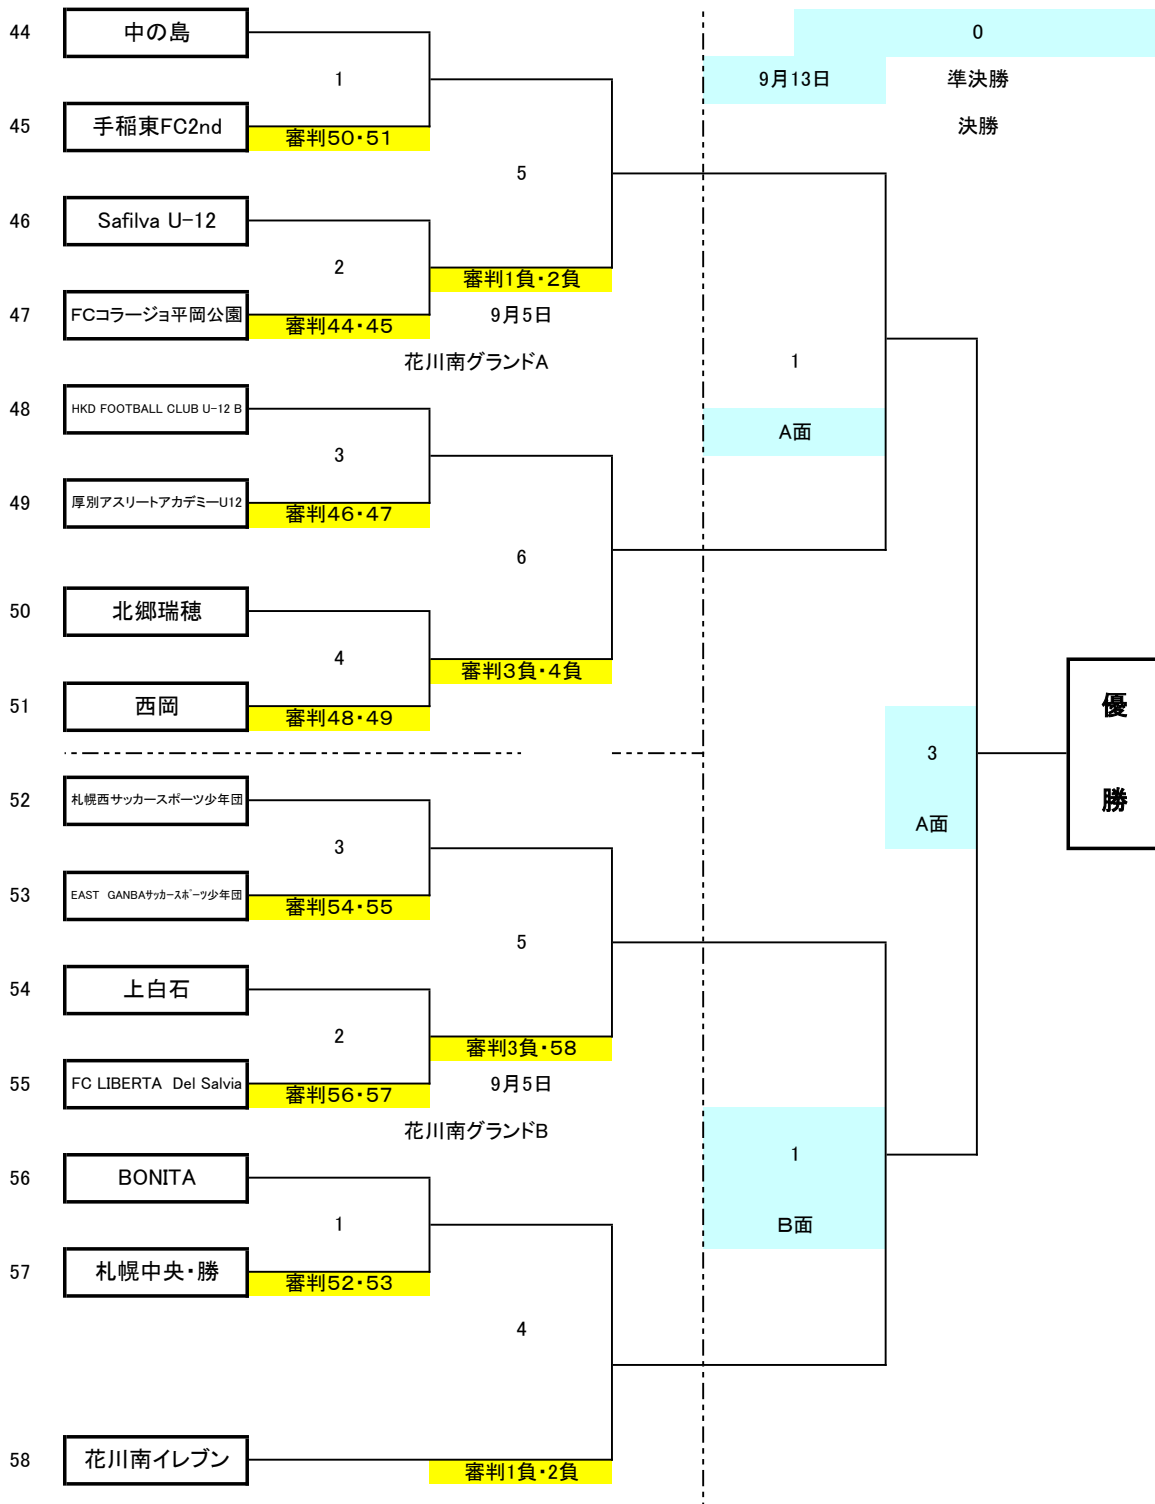 44 中の島
0
1
9月13日 準決勝
45 手稲東FC2nd
審判50・51
決勝
5
46 Safilva U-12
2
審判1負・2負
47 FCコラージョ平岡公園
審判44・45
9月5日
花川南グランドA
1
48 HKD FOOTBALL CLUB U-12 B
A面
3
49 厚別アスリートアカデミーU12
審判46・47
6
50 北郷瑞穂
4
審判3負・4負
51 西岡
審判48・49
優
勝
3
A面
52 札幌西サッカースポーツ少年団
3
53 EAST GANBAサッカースポーツ少年団
審判54・55
5
54 上白石
2
審判3負・58
55 FC LIBERTA Del Salvia
審判56・57
9月5日
花川南グランドB
1
B面
56 BONITA
1
57 札幌中央・勝
審判52・53
4
58 花川南イレブン
審判1負・2負